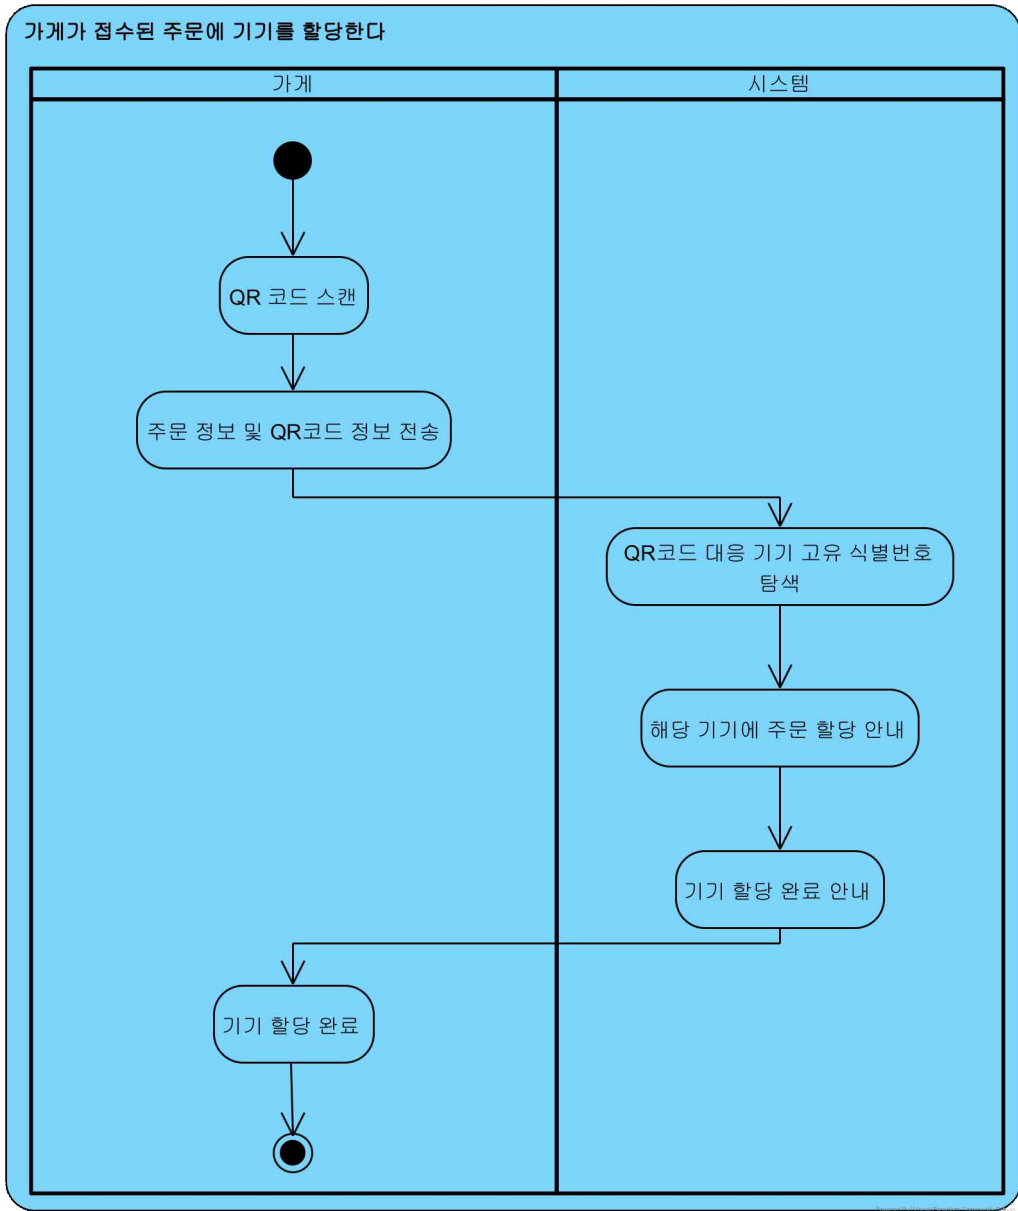 가게가 접수된 주문에 기기를 할당한다
가게
시스템
QR 코드 스캔
주문 정보 및 QR코드 정보 전송
QR코드 대응 기기 고유 식별번호
탐색
해당 기기에 주문 할당 안내
기기 할당 완료 안내
기기 할당 완료